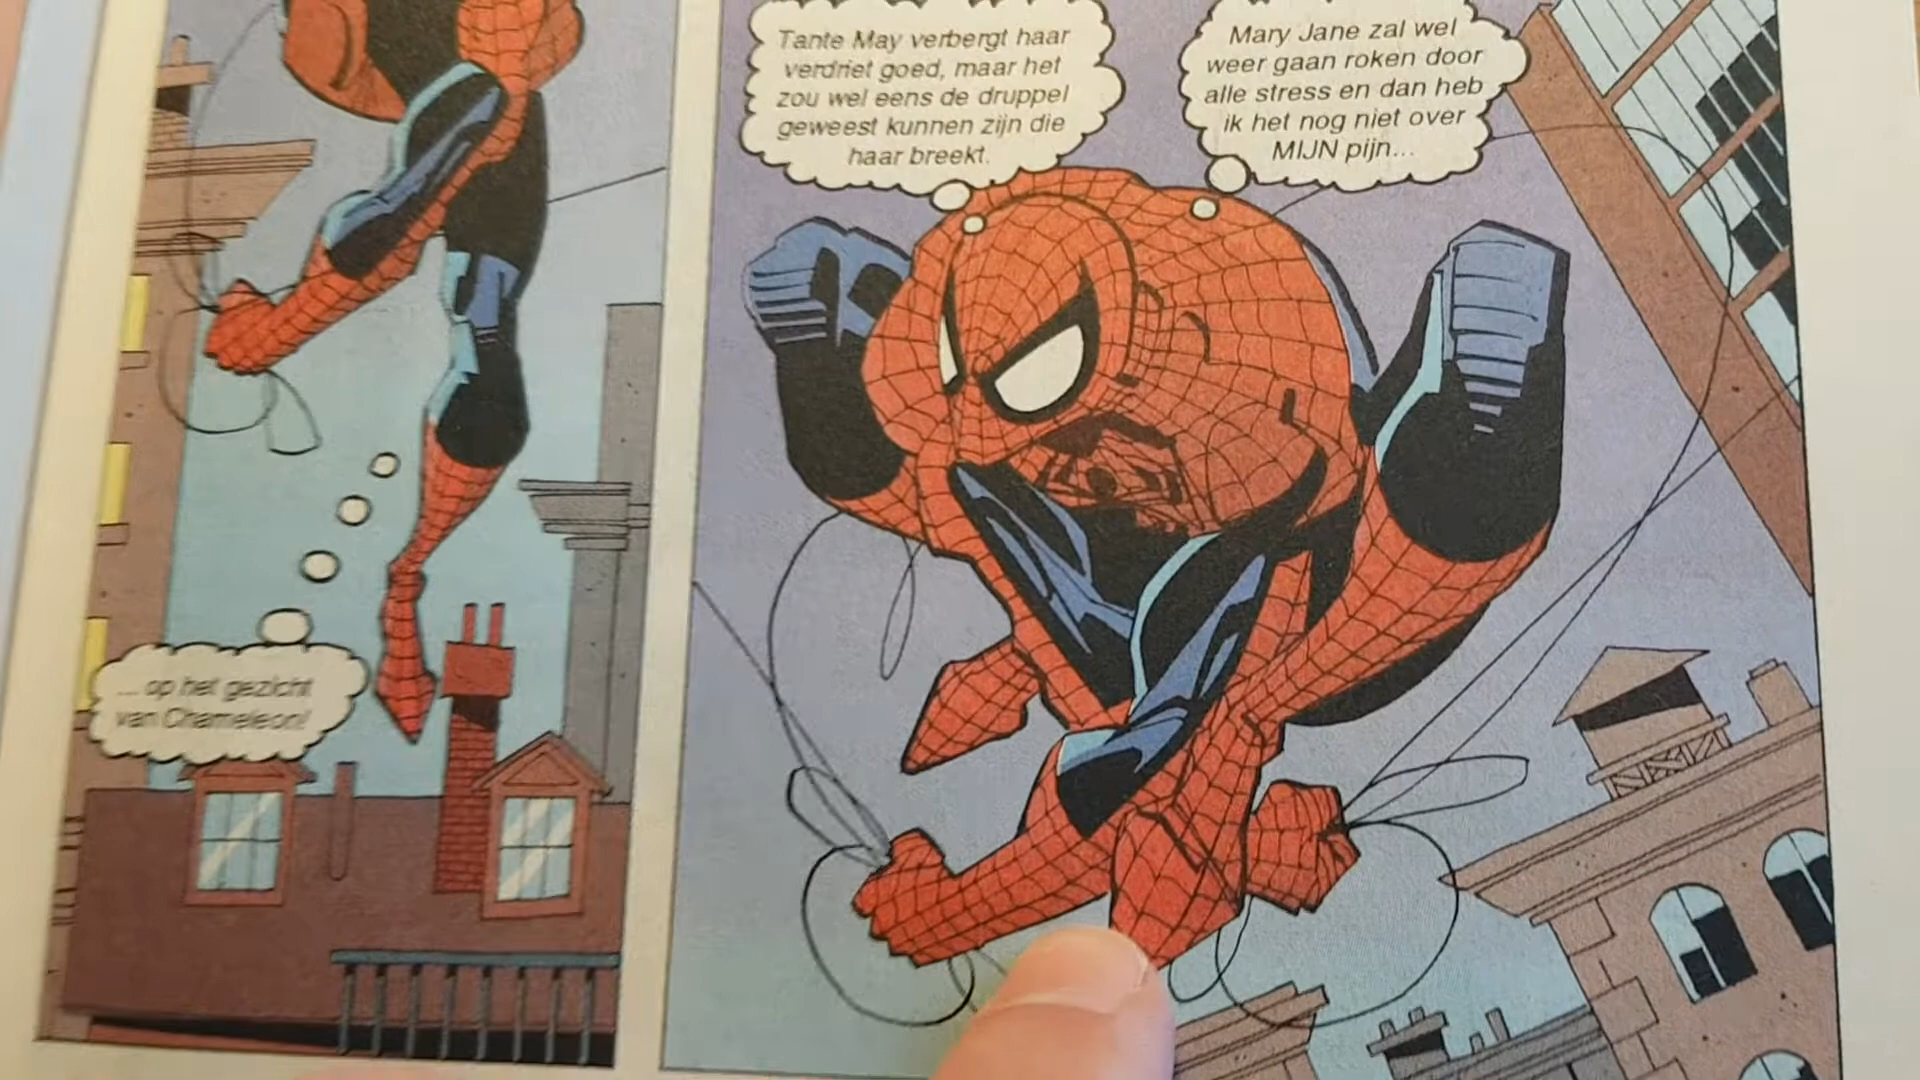 ... op het gezicht
van Chameleon!
Tante May verbergt haar
verdriet goed, maar het
zou wel eens de druppel
geweest kunnen zijn die
haar breekt.
Mary Jane zal wel
weer gaan roken door
alle stress en dan heb
ik het nog niet over
MIJN pijn...